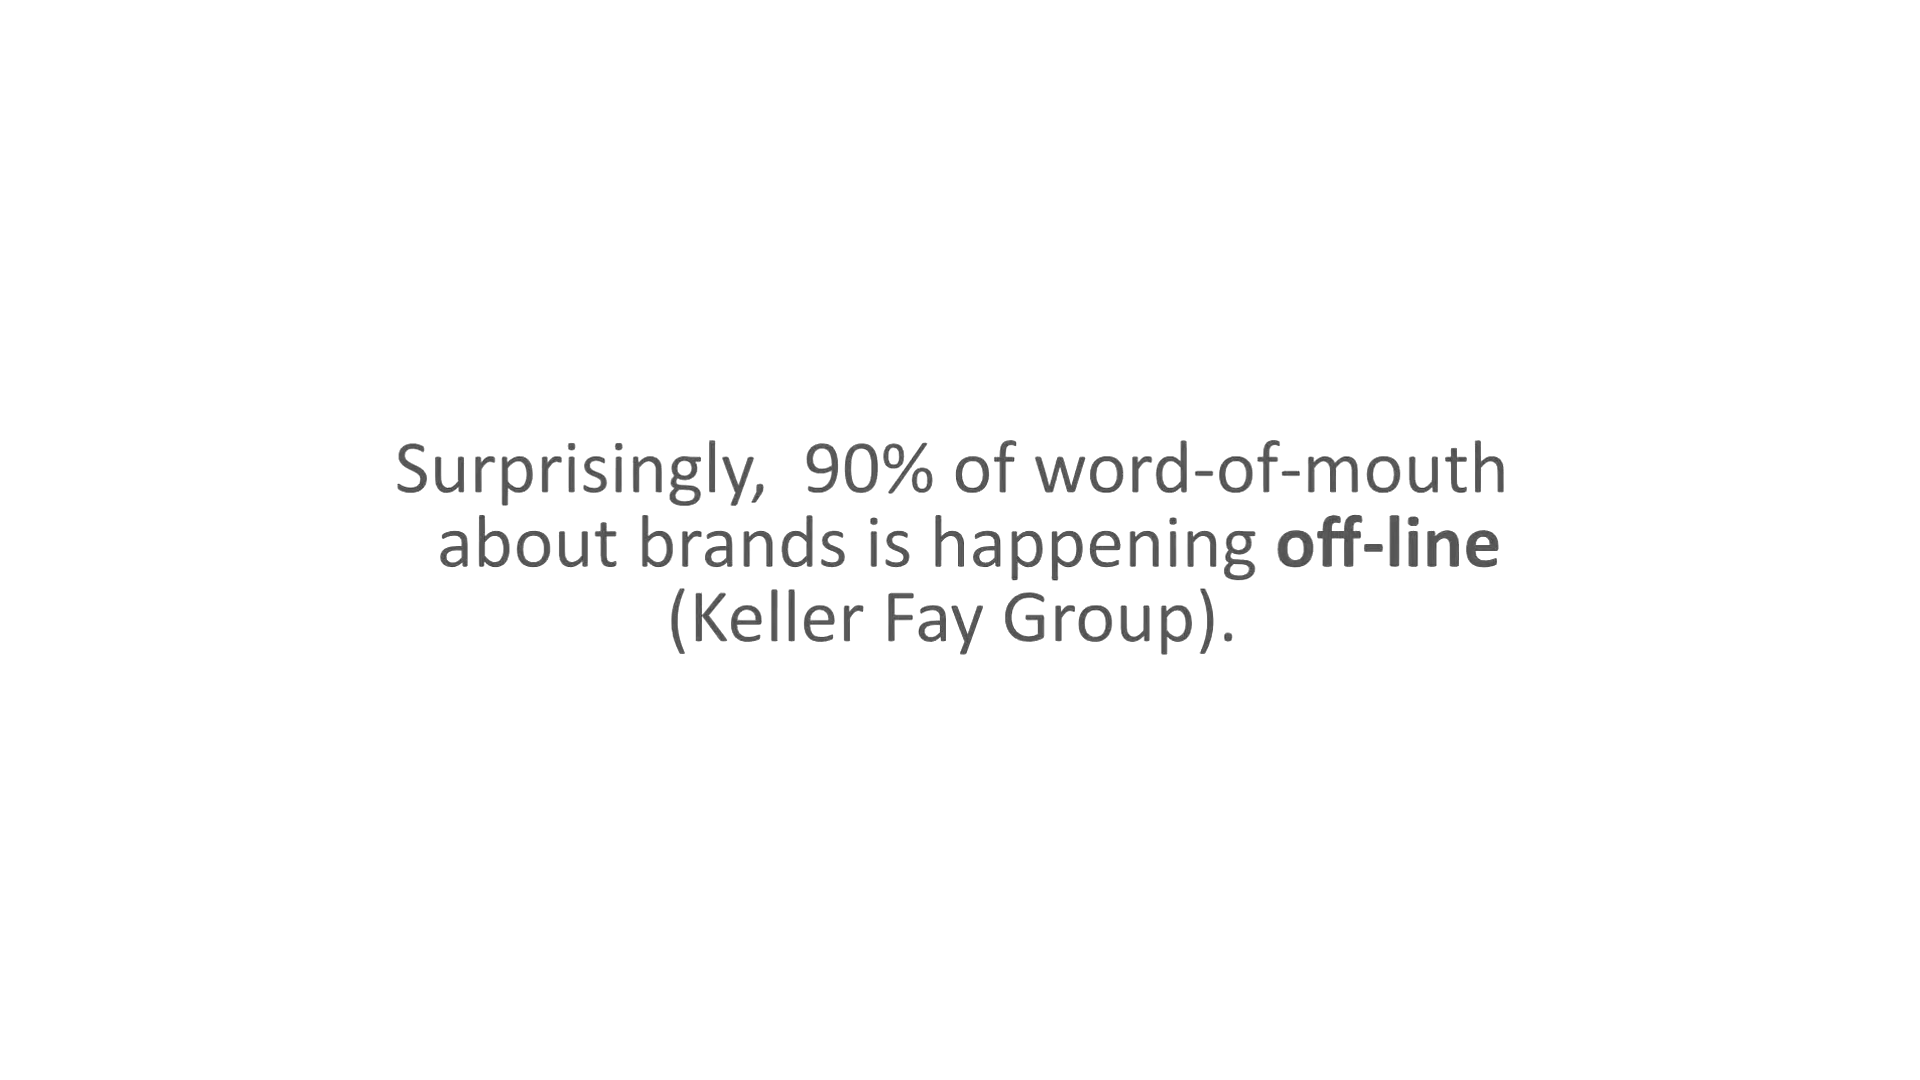 Surprisingly,  90% of word-of-mouth
about brands is happening off-line
(Keller Fay Group).